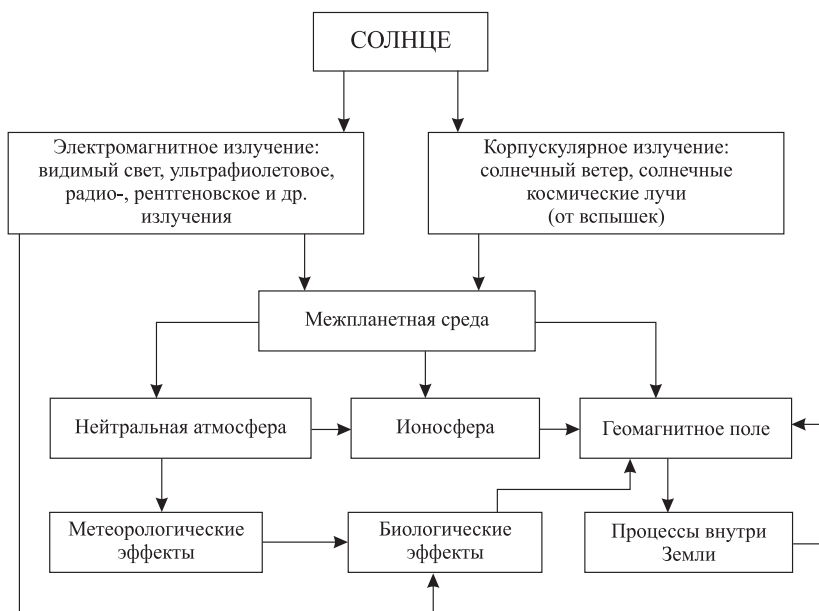 СОЛНЦЕ
Электромагнитное излучение:
видимый свет, ультрафиолетовое,
радио-, рентгеновское и др.
излучения
Корпускулярное излучение:
солнечный ветер, солнечные
космические лучи
(от вспышек)
Межпланетная среда
Нейтральная атмосфера
Ионосфера
Геомагнитное поле
Метеорологические
эффекты
Биологические
эффекты
Процессы внутри
Земли